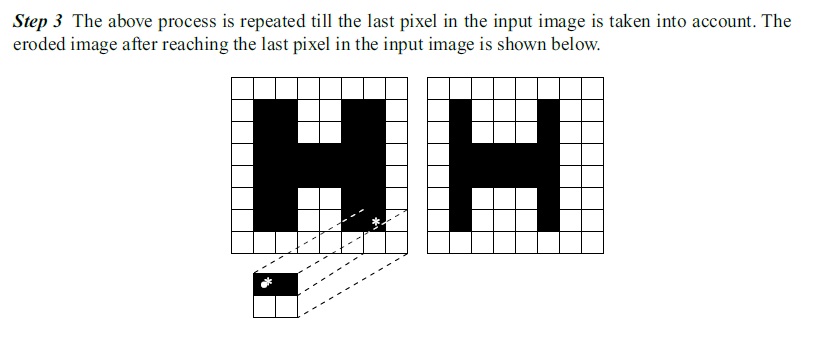 Step 3 The above process is repeated till the last pixel in the input image is taken into account. The
eroded image after reaching the last pixel in the input image is shown below.